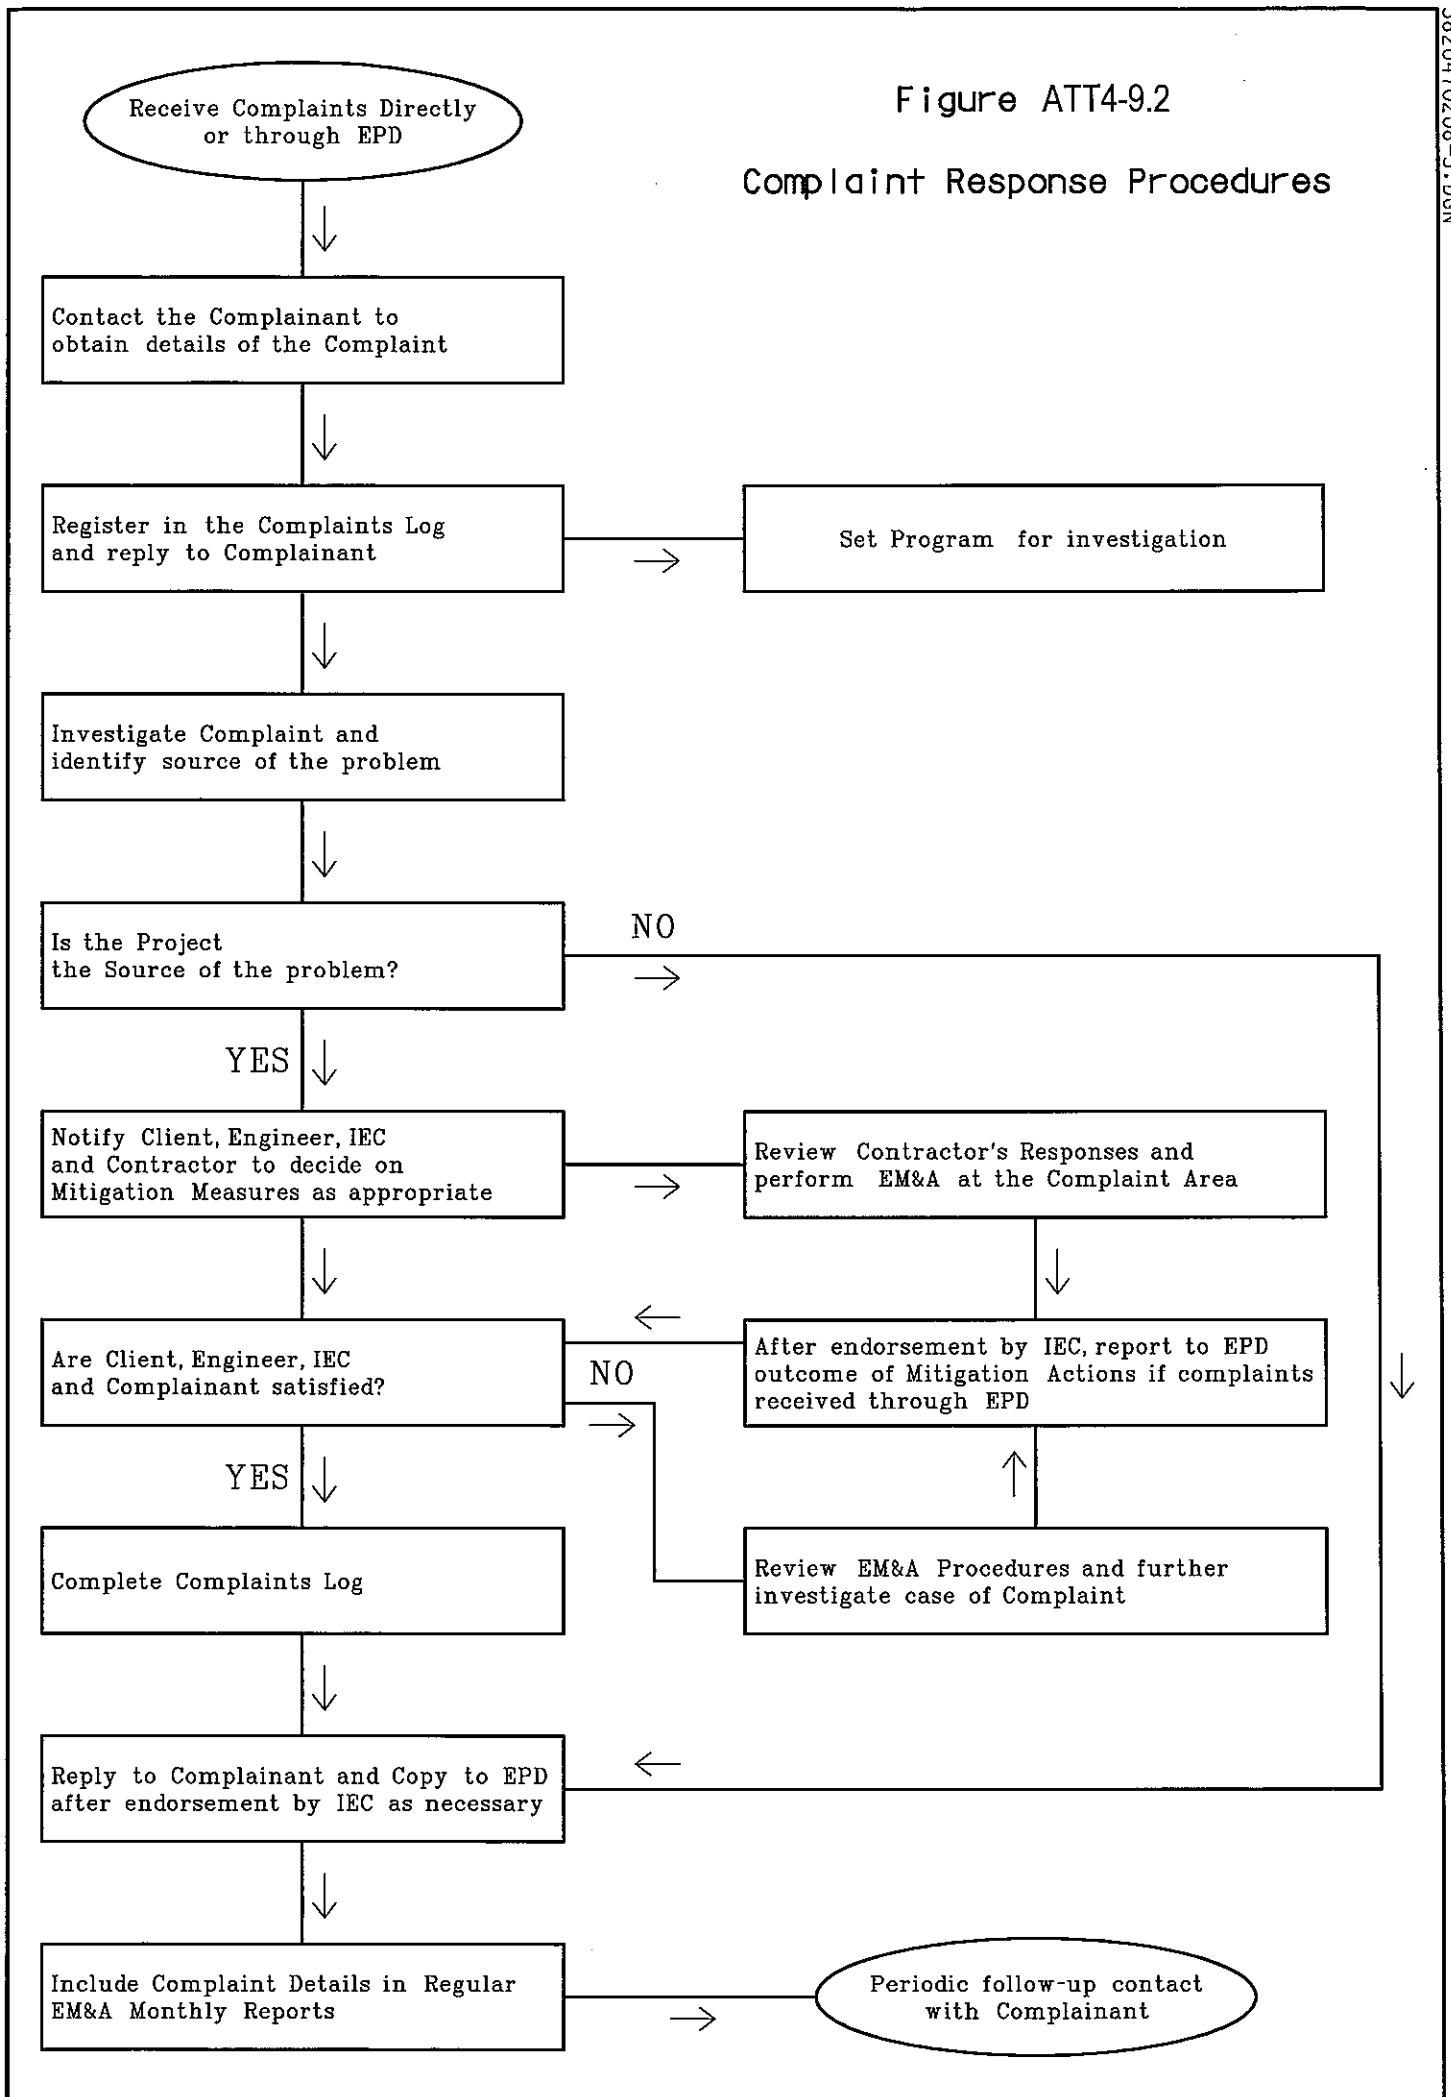 Figure ATT4-9.2
Complaint Response Procedures
Receive Complaints Directly
or through EPD
Contact the Complainant to
obtain details of the Complaint
Register in the Complaints Log
and reply to Complainant
Set Program for investigation
Investigate Complaint and
identify source of the problem
Is the Project
the Source of the problem?
NO
YES
Notify Client, Engineer, IEC
and Contractor to decide on
Mitigation Measures as appropriate
Review Contractor's Responses and
perform EM&A at the Complaint Area
Are Client, Engineer, IEC
and Complainant satisfied?
NO
After endorsement by IEC, report to EPD
outcome of Mitigation Actions if complaints
received through EPD
YES
Complete Complaints Log
Review EM&A Procedures and further
investigate case of Complaint
Reply to Complainant and Copy to EPD
after endorsement by IEC as necessary
Include Complaint Details in Regular
EM&A Monthly Reports
Periodic follow-up contact
with Complainant